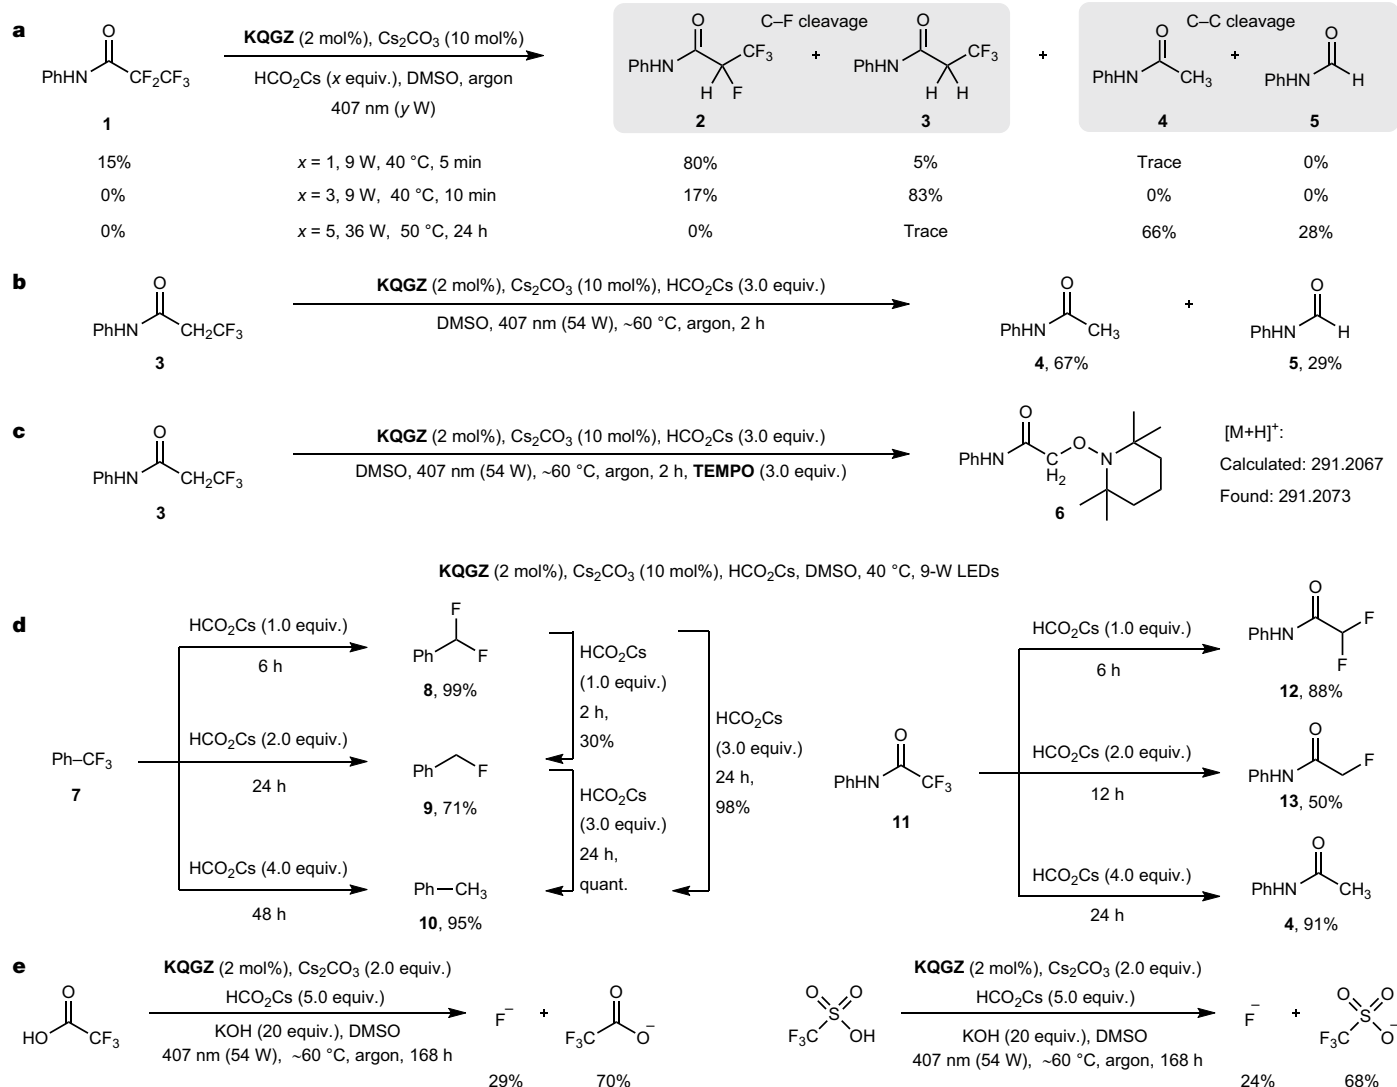 a
KQGZ (2 mol%), Cs₂CO₃ (10 mol%)
HCO₂Cs (x equiv.), DMSO, argon
407 nm (y W)
O
PhHN CF₂CF₃
1
C–F cleavage
O
PhHN CF₃
H F
2
+
O
PhHN CF₃
H H
3
+
C–C cleavage
O
PhHN CH₃
4
+
O
PhHN H
5
15% x = 1, 9 W, 40 °C, 5 min 80% 5% Trace 0%
0% x = 3, 9 W, 40 °C, 10 min 17% 83% 0% 0%
0% x = 5, 36 W, 50 °C, 24 h 0% Trace 66% 28%
b
O
PhHN CH₂CF₃
3
KQGZ (2 mol%), Cs₂CO₃ (10 mol%), HCO₂Cs (3.0 equiv.)
DMSO, 407 nm (54 W), ~60 °C, argon, 2 h
O
PhHN CH₃
4, 67%
+
O
PhHN H
5, 29%
c
O
PhHN CH₂CF₃
3
KQGZ (2 mol%), Cs₂CO₃ (10 mol%), HCO₂Cs (3.0 equiv.)
DMSO, 407 nm (54 W), ~60 °C, argon, 2 h, TEMPO (3.0 equiv.)
O
PhHN C O N
H₂
6
[M+H]⁺:
Calculated: 291.2067
Found: 291.2073
KQGZ (2 mol%), Cs₂CO₃ (10 mol%), HCO₂Cs, DMSO, 40 °C, 9-W LEDs
d
Ph–CF₃
7
HCO₂Cs (1.0 equiv.)
6 h
F
Ph F
8, 99%
HCO₂Cs (2.0 equiv.)
24 h
Ph F
9, 71%
HCO₂Cs (4.0 equiv.)
48 h
Ph–CH₃
10, 95%
HCO₂Cs
(1.0 equiv.)
2 h,
30%
HCO₂Cs
(3.0 equiv.)
24 h,
quant.
HCO₂Cs
(3.0 equiv.)
24 h,
98%
O
PhHN CF₃
11
HCO₂Cs (1.0 equiv.)
6 h
O
PhHN F
F
12, 88%
HCO₂Cs (2.0 equiv.)
12 h
O
PhHN F
13, 50%
HCO₂Cs (4.0 equiv.)
24 h
O
PhHN CH₃
4, 91%
e
O
HO CF₃
KQGZ (2 mol%), Cs₂CO₃ (2.0 equiv.)
HCO₂Cs (5.0 equiv.)
KOH (20 equiv.), DMSO
407 nm (54 W), ~60 °C, argon, 168 h
F⁻ +
O
F₃C O⁻
29% 70%
O O
S
F₃C OH
KQGZ (2 mol%), Cs₂CO₃ (2.0 equiv.)
HCO₂Cs (5.0 equiv.)
KOH (20 equiv.), DMSO
407 nm (54 W), ~60 °C, argon, 168 h
F⁻ +
O O
S
F₃C O⁻
24% 68%